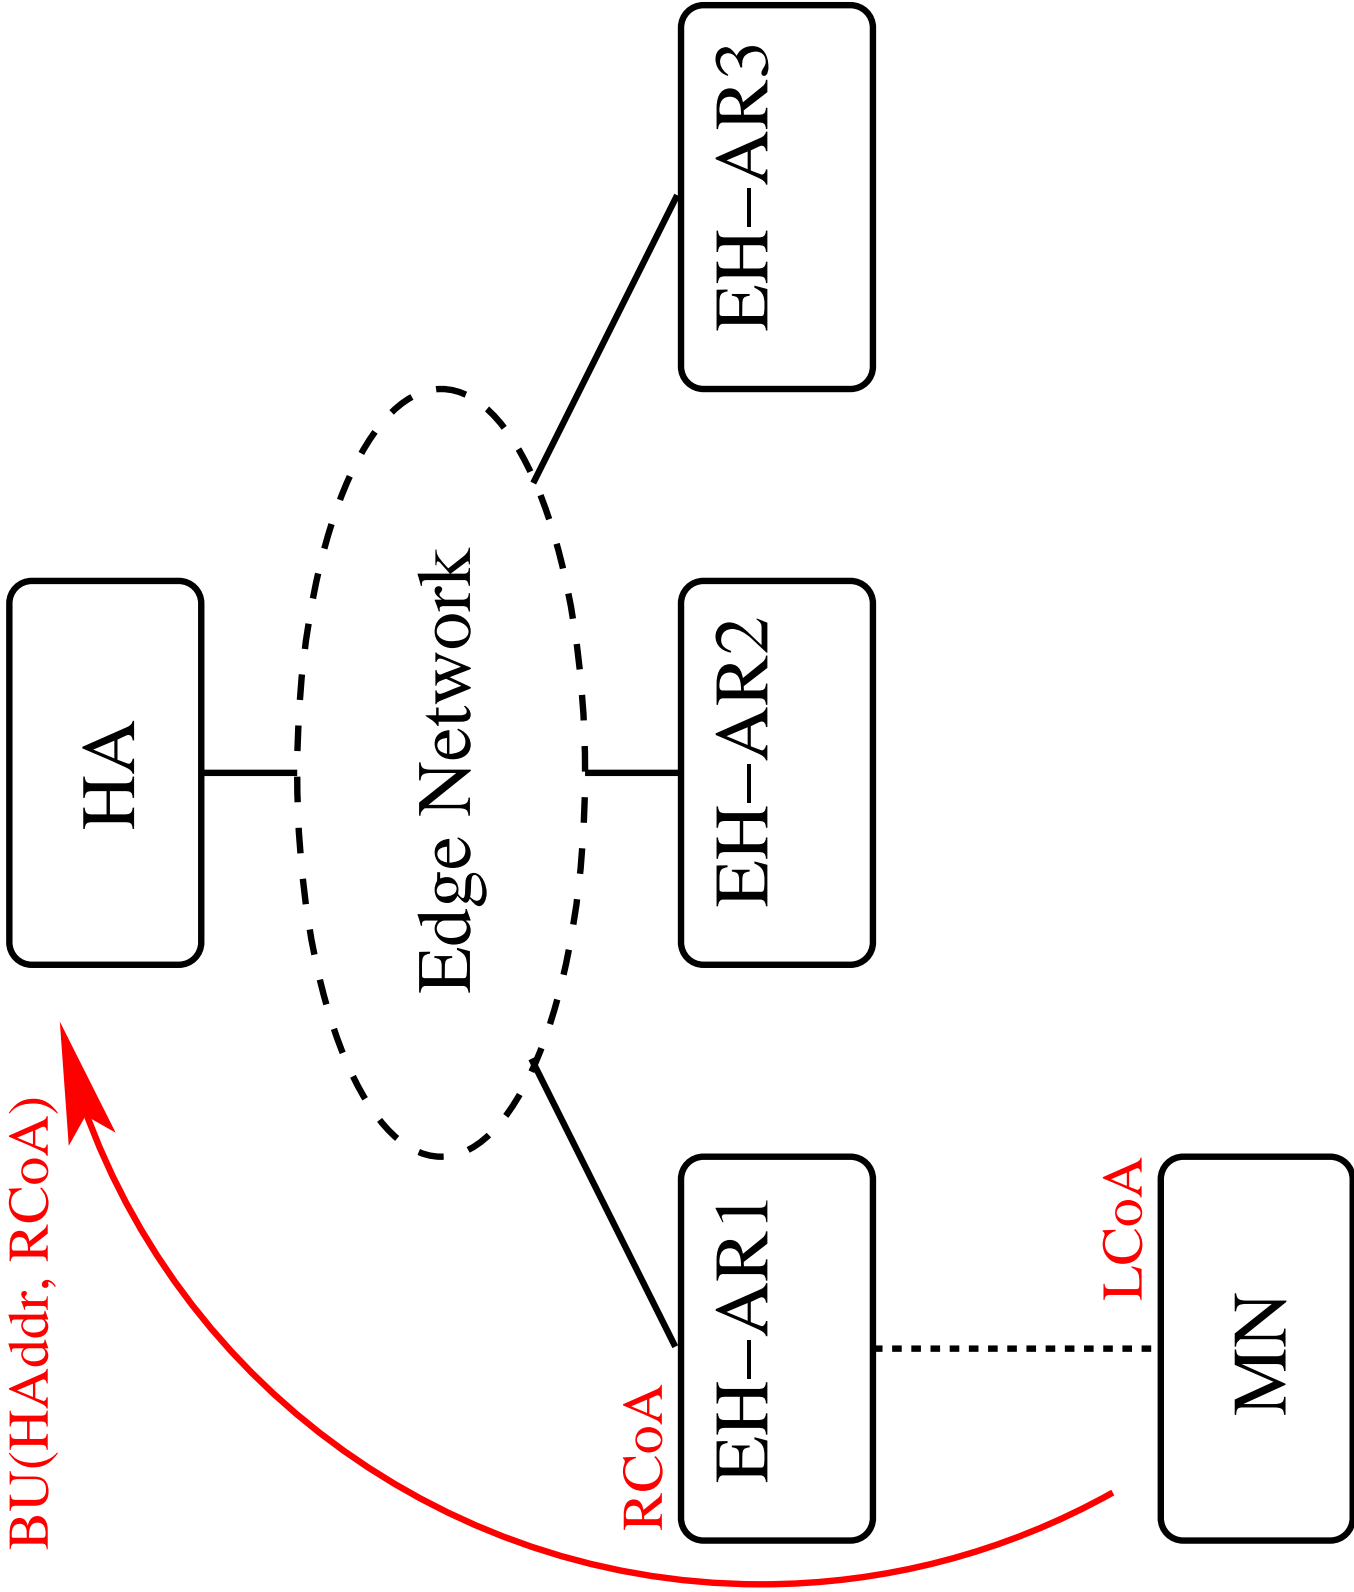 BU(HAddr, RCoA)
HA
Edge Network
RCoA
EH–AR1
EH–AR2
EH–AR3
LCoA
MN